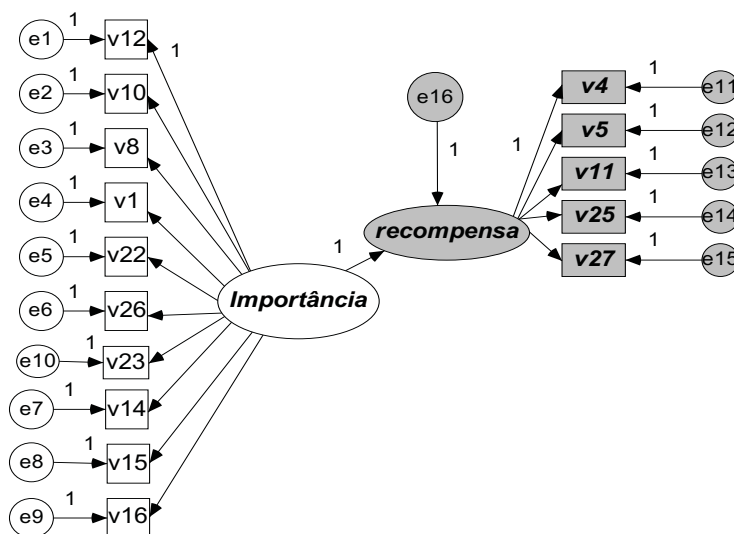 e1 1 v12 1
e2 1 v10
e3 1 v8
e4 1 v1
e5 1 v22
e6 1 v26
e10 1 v23
e7 1 v14
e8 1 v15
e9 1 v16
Importância
1
recompensa
e16
1
1
v4 1 e11
v5 1 e12
v11 1 e13
v25 1 e14
v27 1 e15